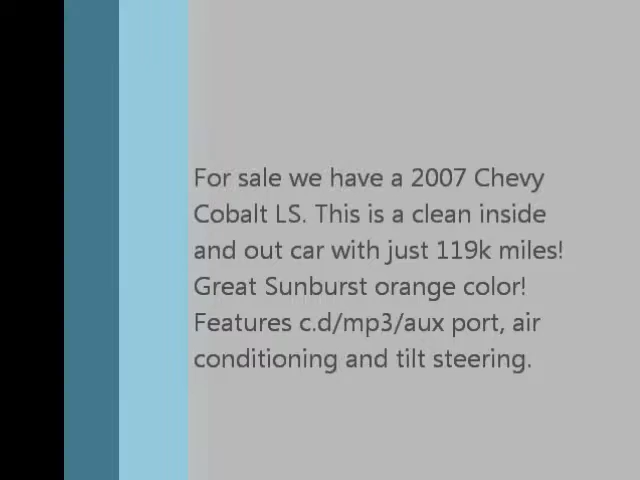 For sale we have a 2007 Chevy
Cobalt LS. This is a clean inside
and out car with just 119k miles!
Great Sunburst orange color!
Features c.d/mp3/aux port, air
conditioning and tilt steering.